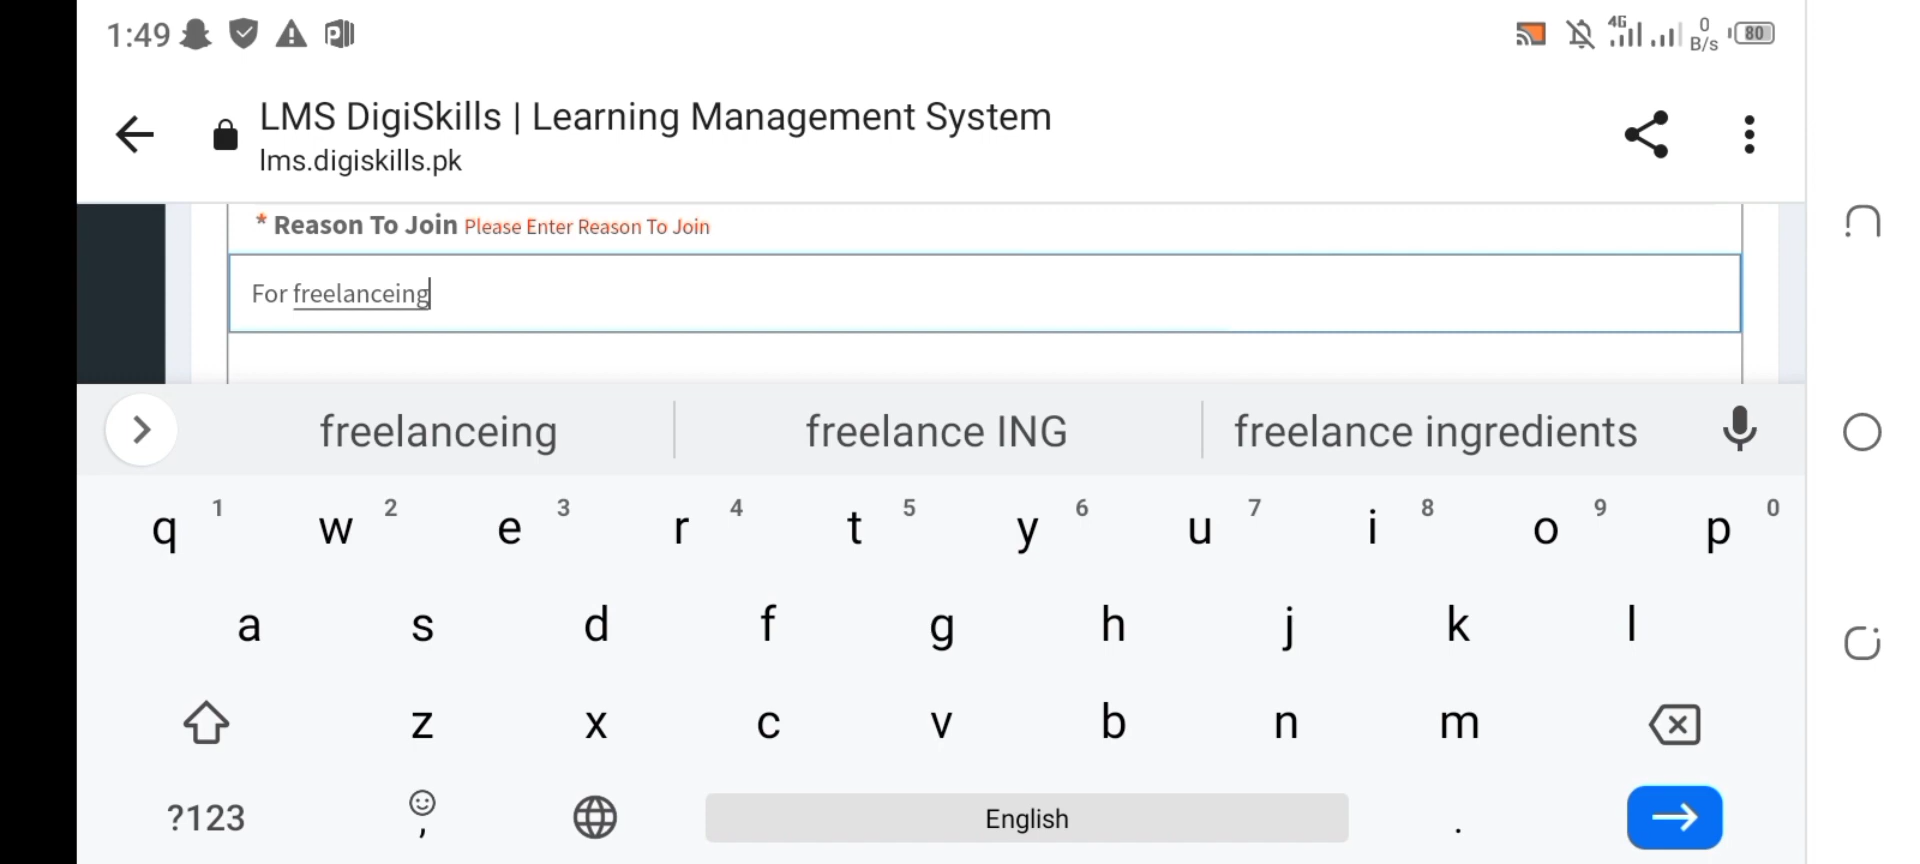 1:49 4G 0 B/s 80
LMS DigiSkills | Learning Management System
lms.digiskills.pk
* Reason To Join Please Enter Reason To Join
For freelanceing
freelanceing freelance ING freelance ingredients
q 1 w 2 e 3 r 4 t 5 y 6 u 7 i 8 o 9 p 0
a s d f g h j k l
z x c v b n m
?123 , English .